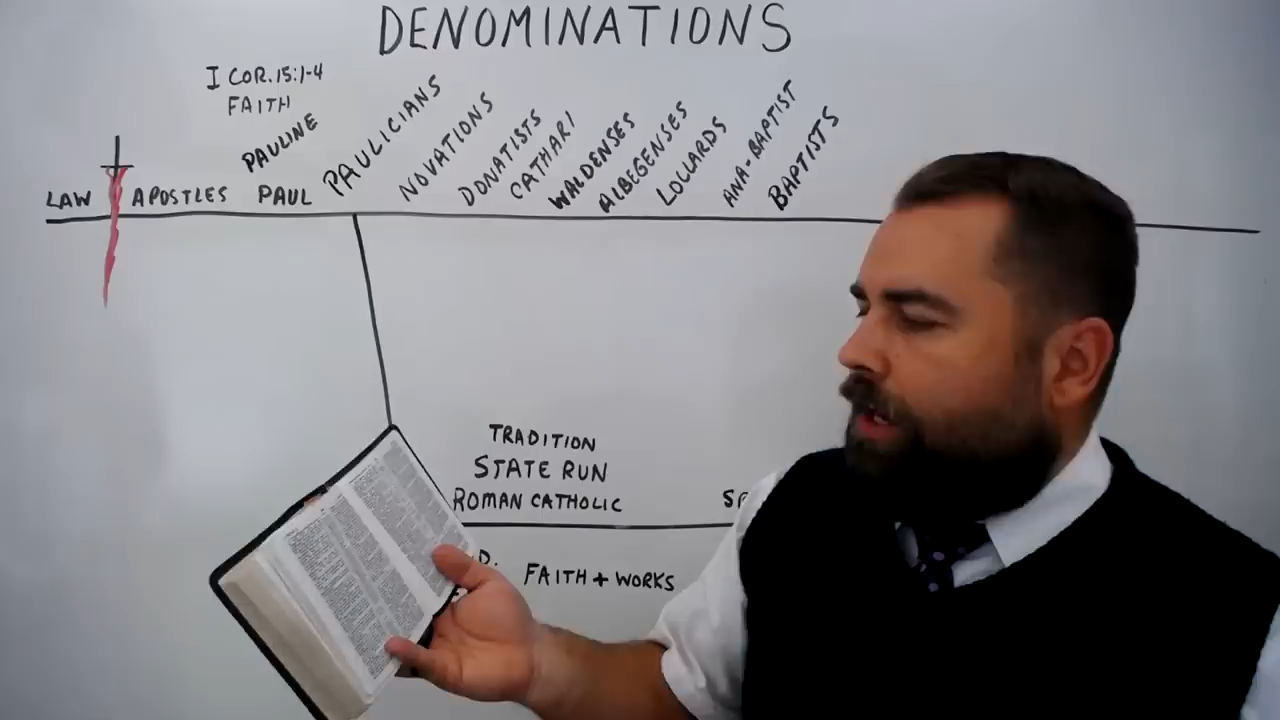 DENOMINATIONS
I COR. 15:1-4
FAITH
PAULINE
LAW
APOSTLES
PAUL
PAULICIANS
NOVATIONS
DONATISTS
CATHARI
WALDENSES
ALBEGENSES
LOLLARDS
ANA-BAPTIST
BAPTISTS
TRADITION
STATE RUN
ROMAN CATHOLIC
FAITH + WORKS